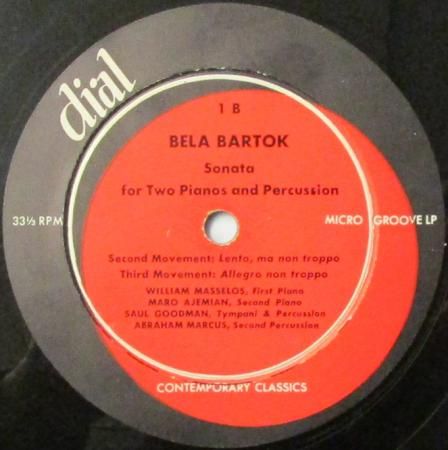 dial
1 B
BELA BARTOK
Sonata
for Two Pianos and Percussion
33⅓ RPM
MICRO GROOVE LP
Second Movement: Lento, ma non troppo
Third Movement: Allegro non troppo
WILLIAM MASSELOS, First Piano
MARO AJEMIAN, Second Piano
SAUL GOODMAN, Tympani & Percussion
ABRAHAM MARCUS, Second Percussion
CONTEMPORARY CLASSICS